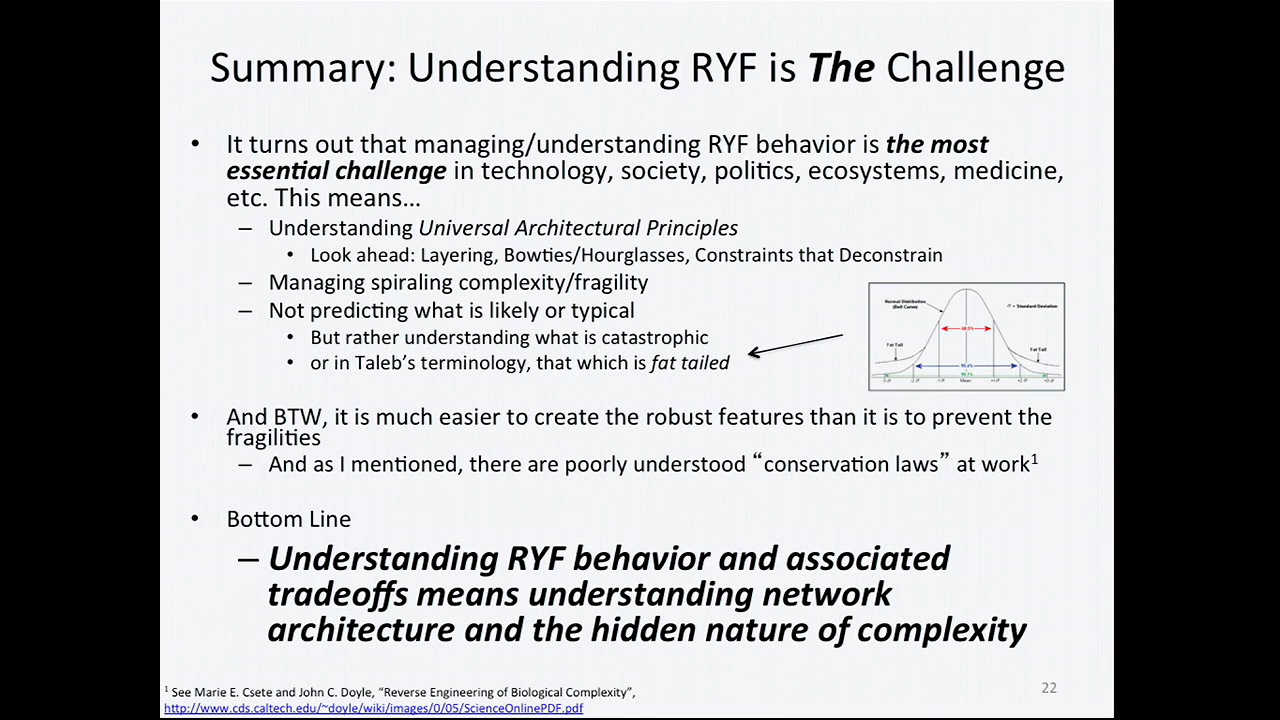 Summary: Understanding RYF is The Challenge
• It turns out that managing/understanding RYF behavior is the most
essential challenge in technology, society, politics, ecosystems, medicine,
etc. This means…
– Understanding Universal Architectural Principles
• Look ahead: Layering, Bowties/Hourglasses, Constraints that Deconstrain
– Managing spiraling complexity/fragility
– Not predicting what is likely or typical
• But rather understanding what is catastrophic
• or in Taleb’s terminology, that which is fat tailed
Normal Distribution
(Bell Curve)
σ = Standard Deviation
Fat Tail
Fat Tail
Mean
• And BTW, it is much easier to create the robust features than it is to prevent the
fragilities
– And as I mentioned, there are poorly understood “conservation laws” at work1
• Bottom Line
– Understanding RYF behavior and associated
tradeoffs means understanding network
architecture and the hidden nature of complexity
1 See Marie E. Csete and John C. Doyle, “Reverse Engineering of Biological Complexity”,
http://www.cds.caltech.edu/~doyle/wiki/images/0/05/ScienceOnlinePDF.pdf
22